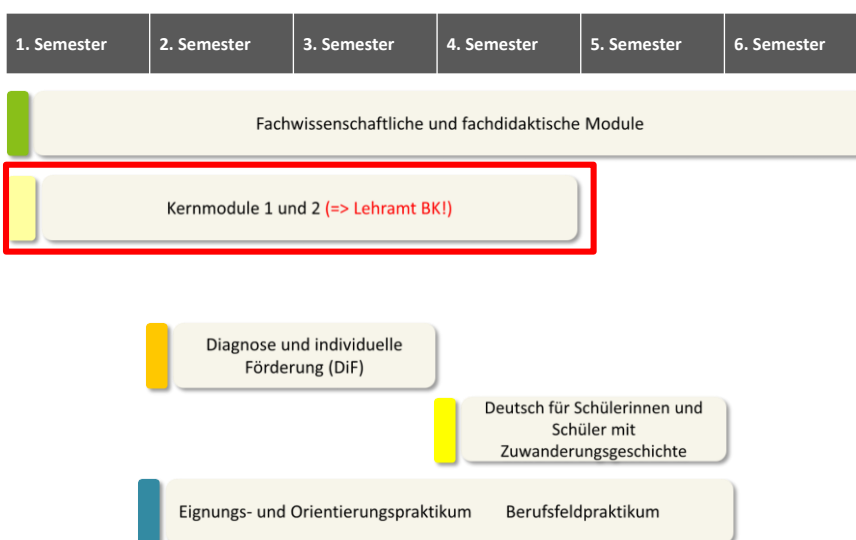 1. Semester 2. Semester 3. Semester 4. Semester 5. Semester 6. Semester
Fachwissenschaftliche und fachdidaktische Module
Kernmodule 1 und 2 (=> Lehramt BK!)
Diagnose und individuelle
Förderung (DiF)
Deutsch für Schülerinnen und
Schüler mit
Zuwanderungsgeschichte
Eignungs- und Orientierungspraktikum Berufsfeldpraktikum